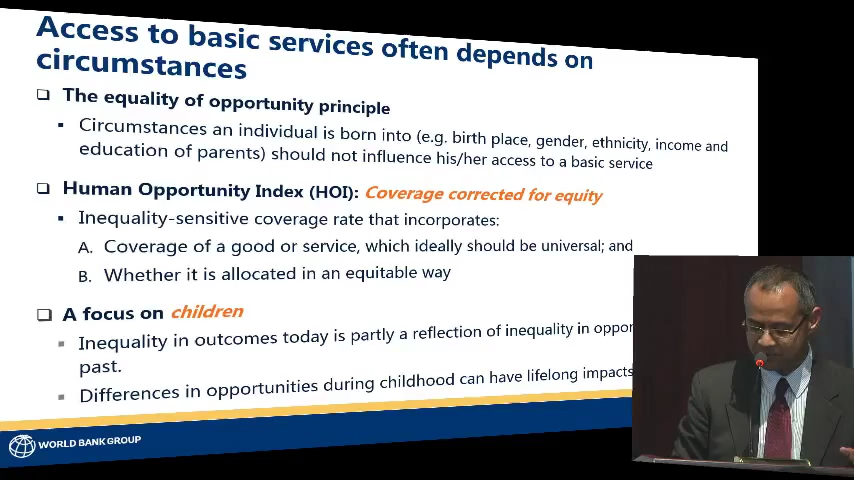 Access to basic services often depends on
circumstances
❑ The equality of opportunity principle
▪ Circumstances an individual is born into (e.g. birth place, gender, ethnicity, income and
education of parents) should not influence his/her access to a basic service
❑ Human Opportunity Index (HOI): Coverage corrected for equity
▪ Inequality-sensitive coverage rate that incorporates:
A. Coverage of a good or service, which ideally should be universal; and
B. Whether it is allocated in an equitable way
❑ A focus on children
▪ Inequality in outcomes today is partly a reflection of inequality in oppor
past.
▪ Differences in opportunities during childhood can have lifelong impacts
WORLD BANK GROUP